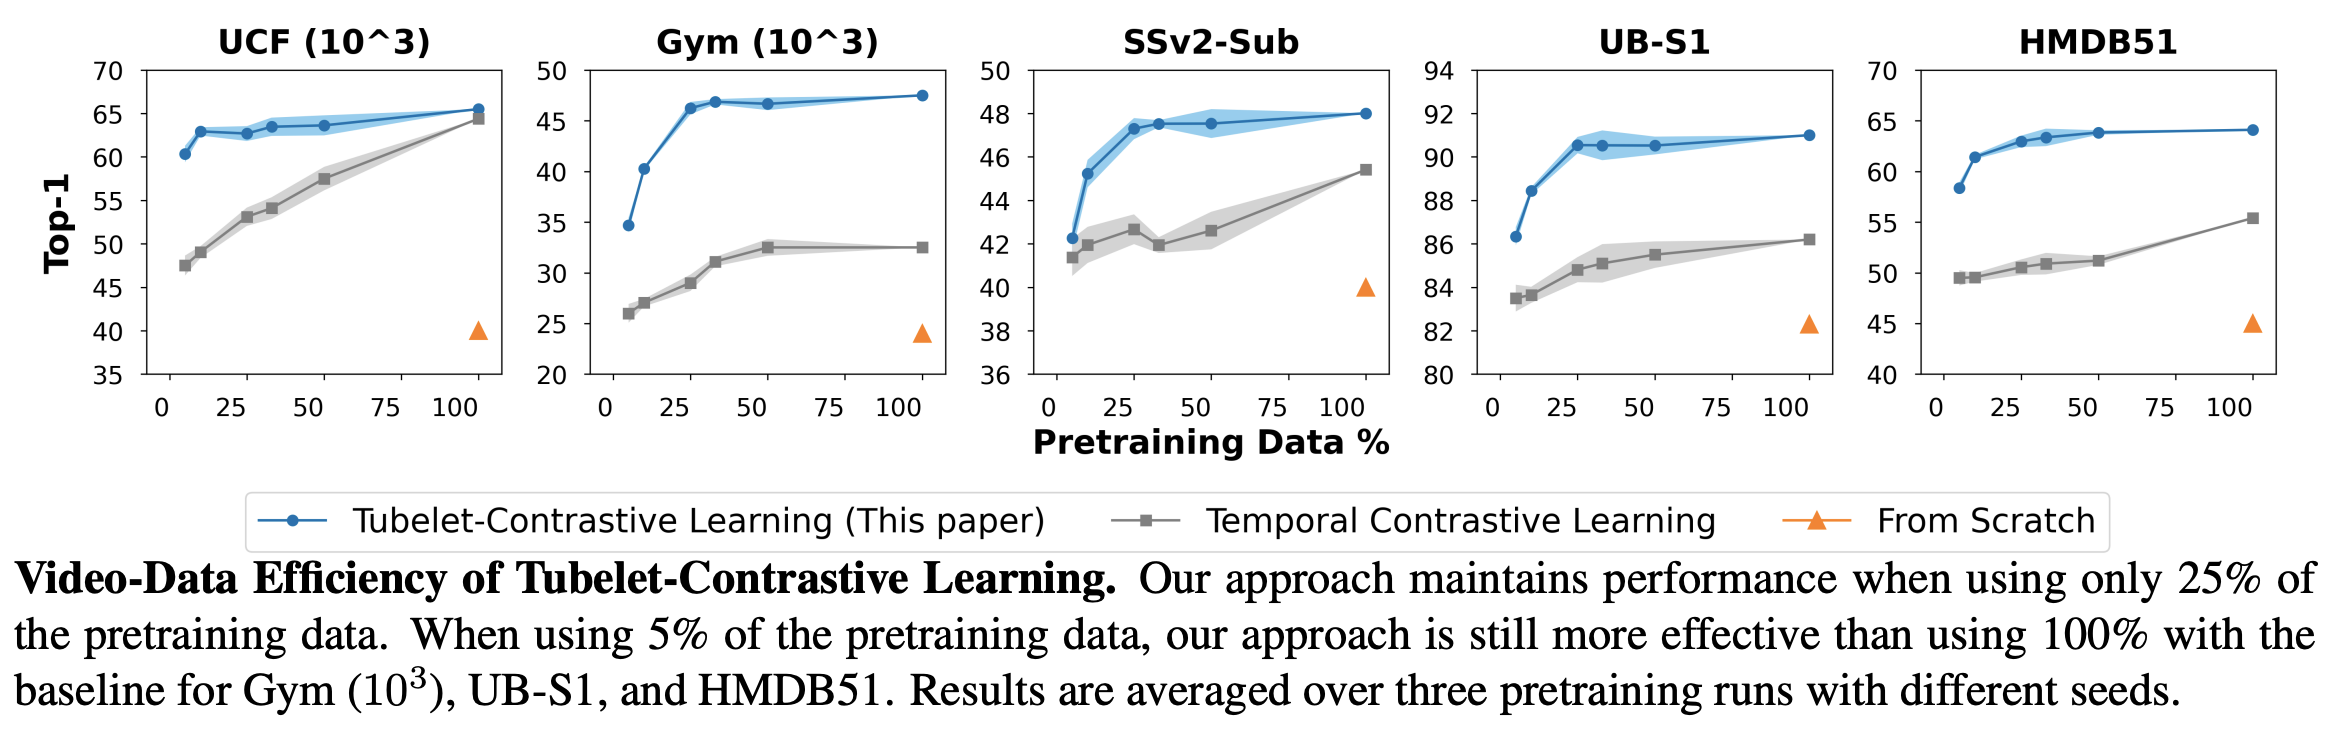 UCF (10^3)
Gym (10^3)
SSv2-Sub
UB-S1
HMDB51
Top-1
70
65
60
55
50
45
40
35
0 25 50 75 100
50
45
40
35
30
25
20
0 25 50 75 100
50
48
46
44
42
40
38
36
0 25 50 75 100
94
92
90
88
86
84
82
80
0 25 50 75 100
70
65
60
55
50
45
40
0 25 50 75 100
Pretraining Data %
Tubelet-Contrastive Learning (This paper) Temporal Contrastive Learning From Scratch
Video-Data Efficiency of Tubelet-Contrastive Learning. Our approach maintains performance when using only 25% of
the pretraining data. When using 5% of the pretraining data, our approach is still more effective than using 100% with the
baseline for Gym (10³), UB-S1, and HMDB51. Results are averaged over three pretraining runs with different seeds.